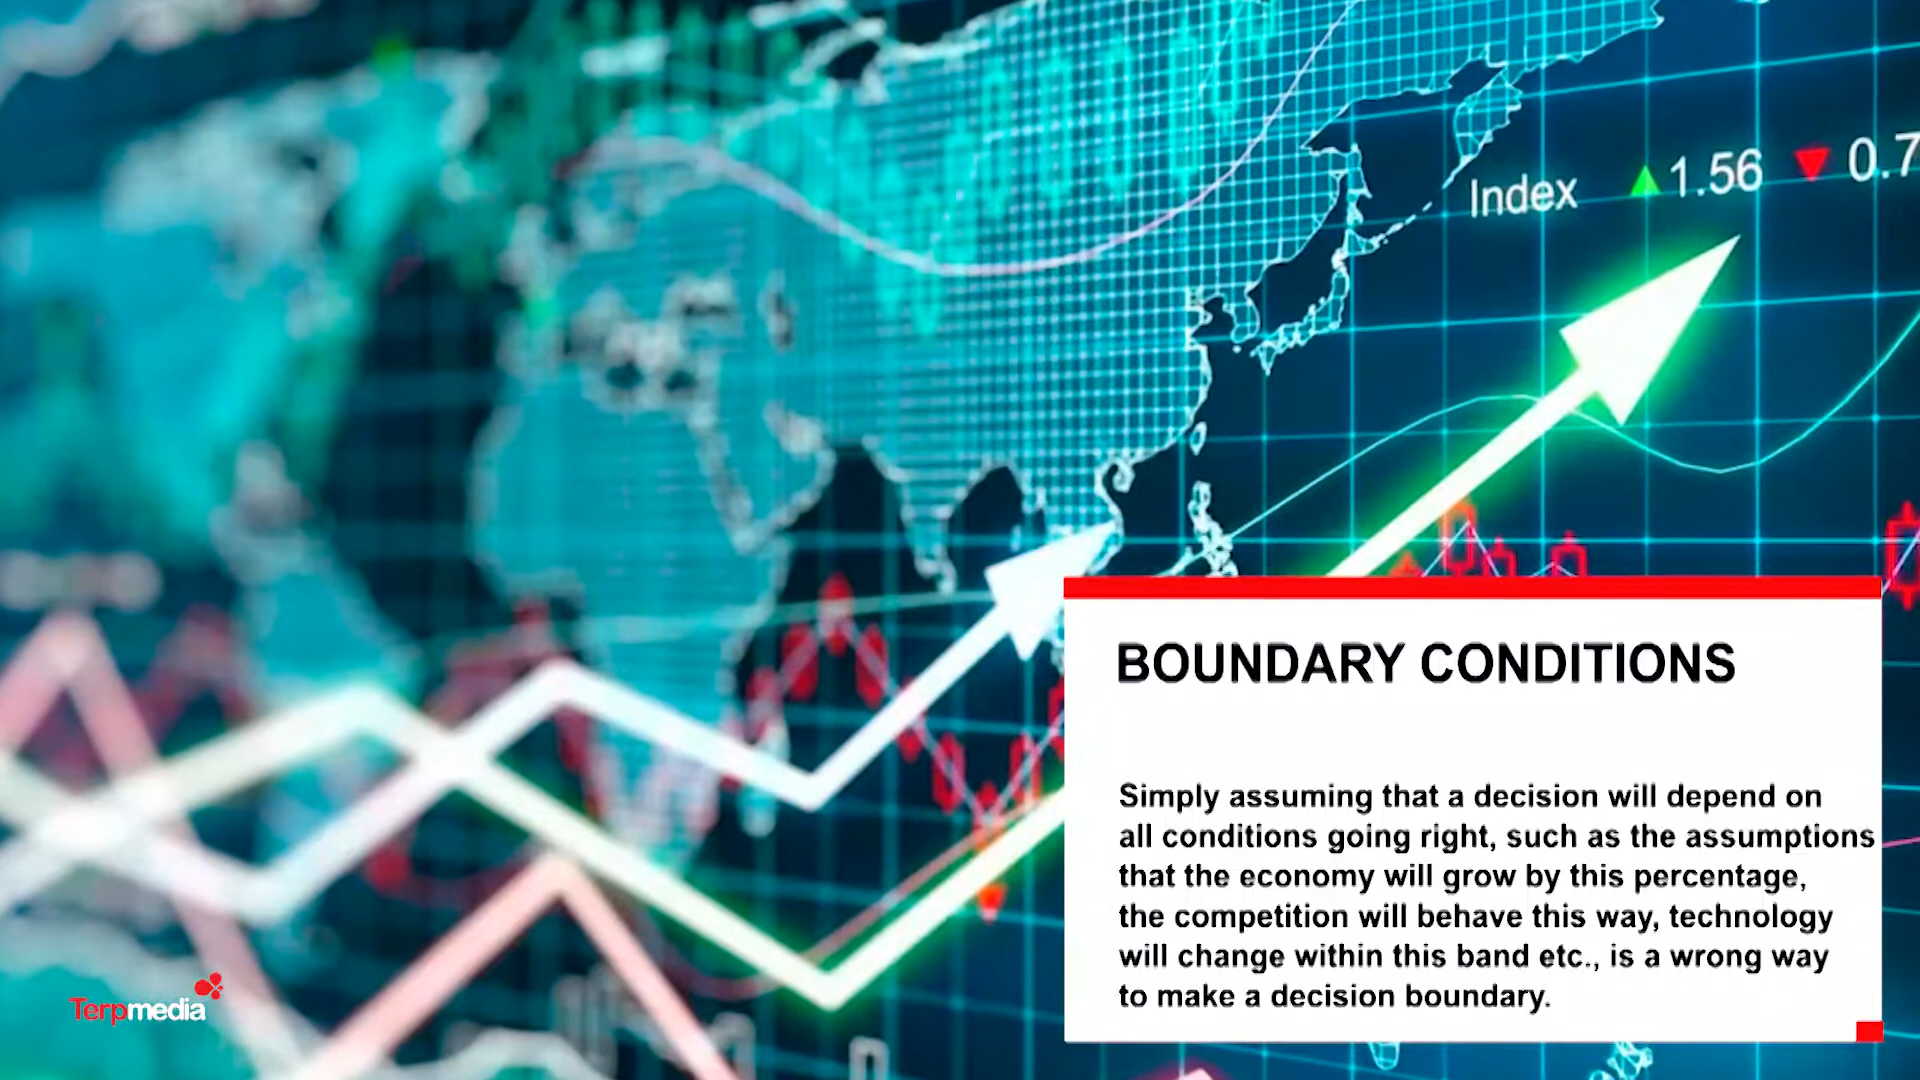 Index ▲ 1.56 ▼ 0.7
BOUNDARY CONDITIONS
Simply assuming that a decision will depend on
all conditions going right, such as the assumptions
that the economy will grow by this percentage,
the competition will behave this way, technology
will change within this band etc., is a wrong way
to make a decision boundary.
Terpmedia